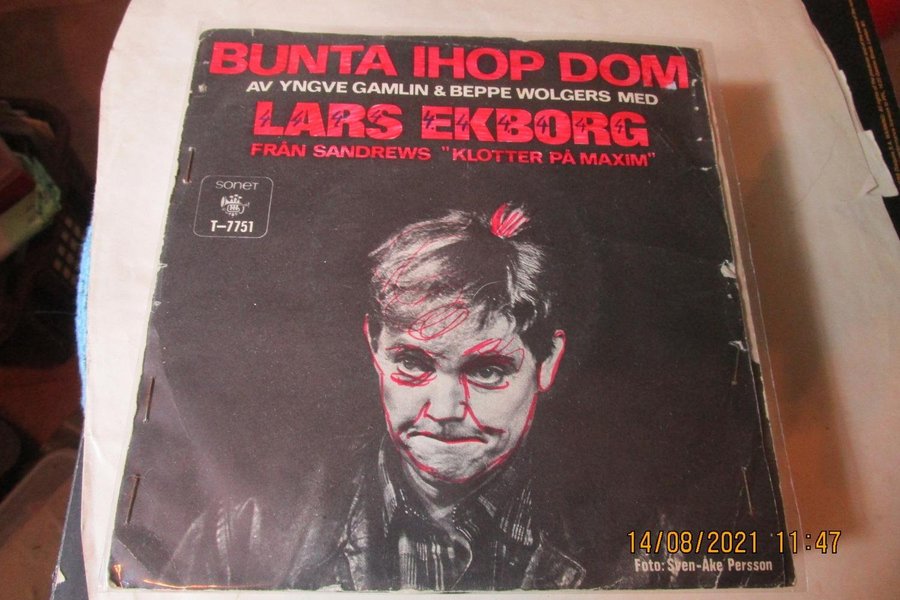 BUNTA IHOP DOM
AV YNGVE GAMLIN & BEPPE WOLGERS MED
LARS EKBORG
FRÅN SANDREWS "KLOTTER PÅ MAXIM"
SONET
T-7751
14/08/2021 11:47
Foto: Sven-Åke Persson